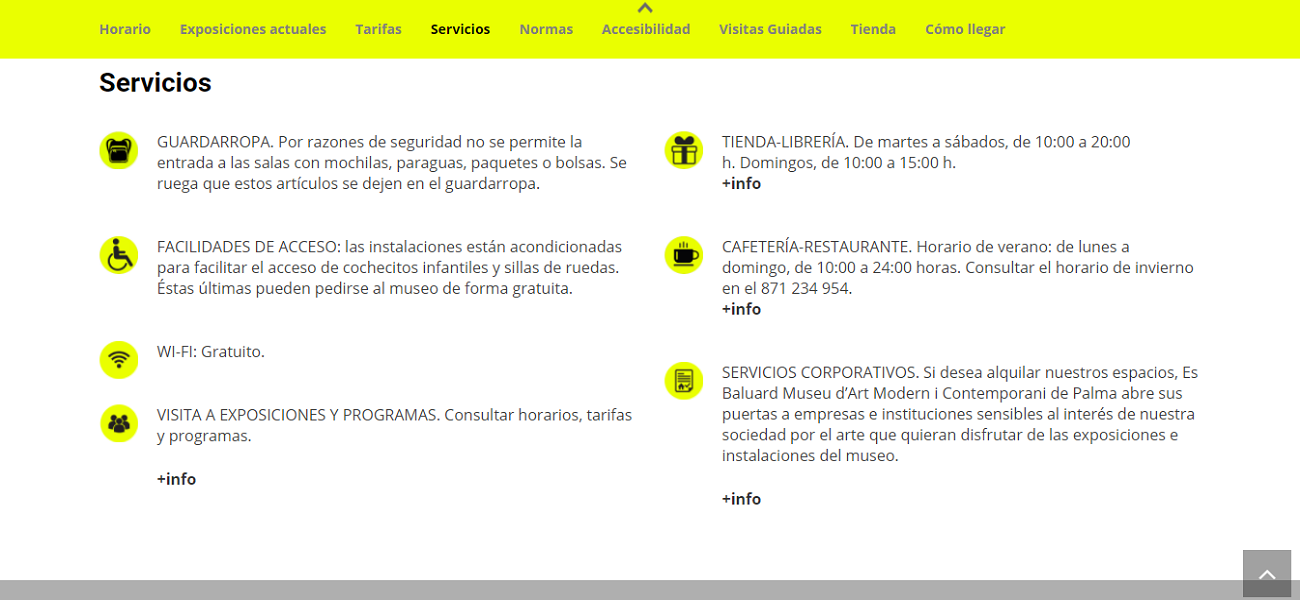 Horario Exposiciones actuales Tarifas Servicios Normas Accesibilidad Visitas Guiadas Tienda Cómo llegar
Servicios
GUARDARROPA. Por razones de seguridad no se permite la
entrada a las salas con mochilas, paraguas, paquetes o bolsas. Se
ruega que estos artículos se dejen en el guardarropa.
FACILIDADES DE ACCESO: las instalaciones están acondicionadas
para facilitar el acceso de cochecitos infantiles y sillas de ruedas.
Éstas últimas pueden pedirse al museo de forma gratuita.
WI-FI: Gratuito.
VISITA A EXPOSICIONES Y PROGRAMAS. Consultar horarios, tarifas
y programas.
+info
TIENDA-LIBRERÍA. De martes a sábados, de 10:00 a 20:00
h. Domingos, de 10:00 a 15:00 h.
+info
CAFETERÍA-RESTAURANTE. Horario de verano: de lunes a
domingo, de 10:00 a 24:00 horas. Consultar el horario de invierno
en el 871 234 954.
+info
SERVICIOS CORPORATIVOS. Si desea alquilar nuestros espacios, Es
Baluard Museu d’Art Modern i Contemporani de Palma abre sus
puertas a empresas e instituciones sensibles al interés de nuestra
sociedad por el arte que quieran disfrutar de las exposiciones e
instalaciones del museo.
+info